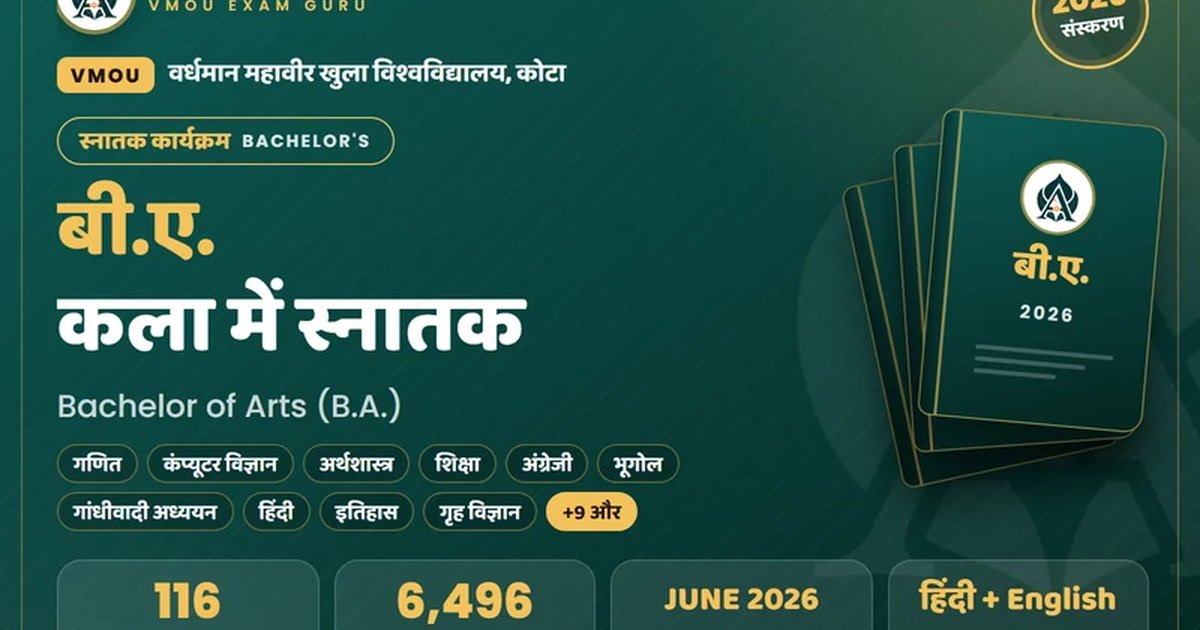 VMOU EXAM GURU
2026
संस्करण
VMOU वर्धमान महावीर खुला विश्वविद्यालय, कोटा
स्नातक कार्यक्रम BACHELOR'S
बी.ए.
कला में स्नातक
Bachelor of Arts (B.A.)
गणित कंप्यूटर विज्ञान अर्थशास्त्र शिक्षा अंग्रेजी भूगोल
गांधीवादी अध्ययन हिंदी इतिहास गृह विज्ञान +9 और
बी.ए.
2026
116 6,496 JUNE 2026 हिंदी + English